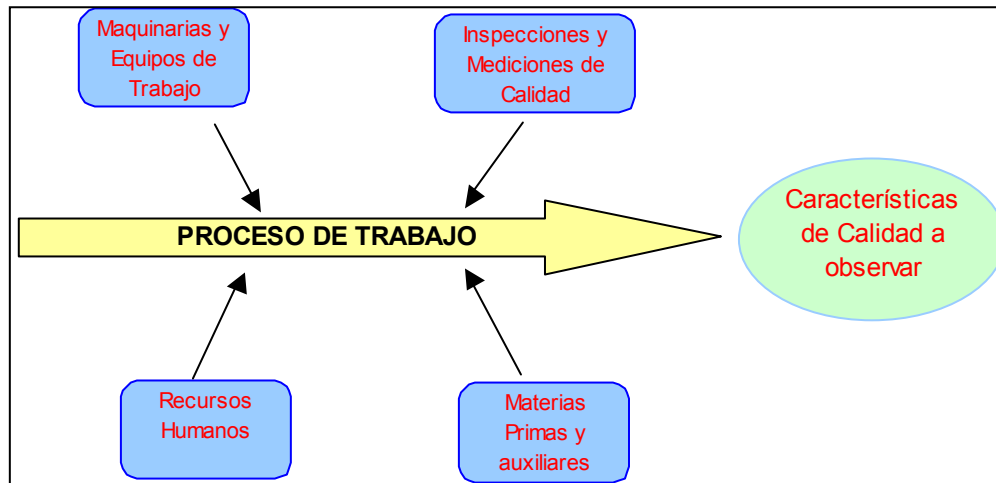 Maquinarias y
Equipos de
Trabajo
Inspecciones y
Mediciones de
Calidad
Características
de Calidad a
observar
PROCESO DE TRABAJO
Recursos
Humanos
Materias
Primas y
auxiliares